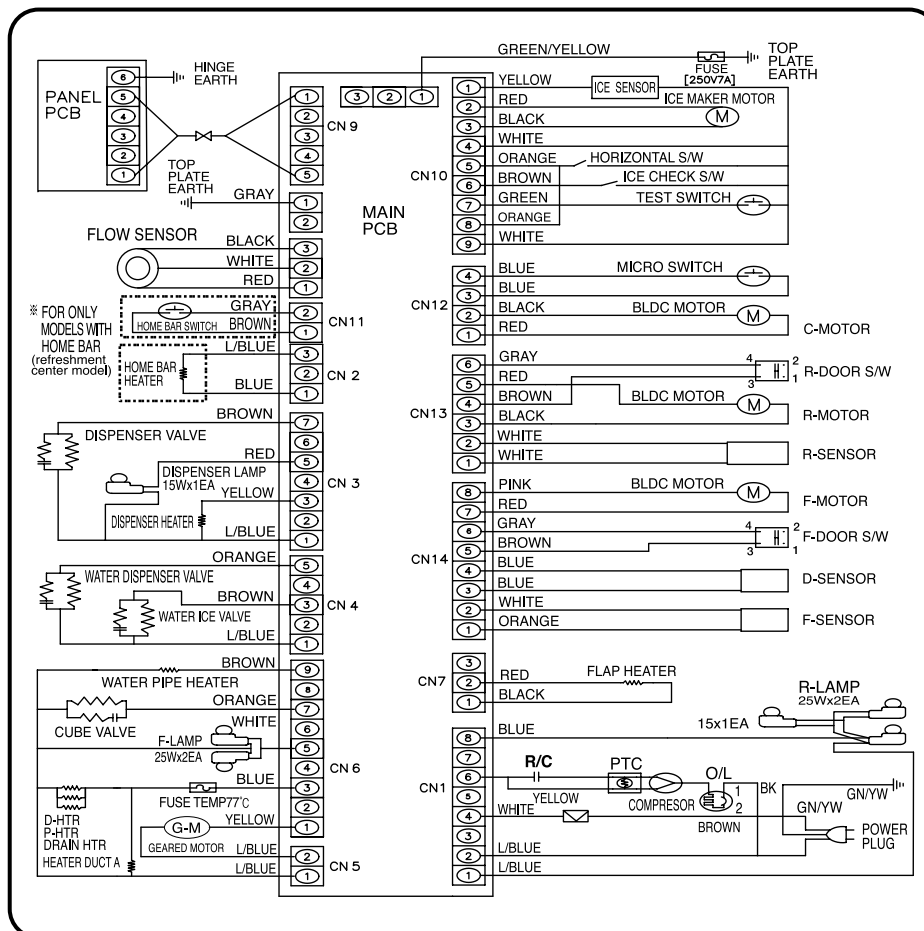 HINGE
EARTH
PANEL
PCB
6
5
4
3
2
1
TOP
PLATE
EARTH
GRAY
FLOW SENSOR
BLACK
WHITE
RED
※ FOR ONLY
MODELS WITH
HOME BAR
(refreshment
center model)
GRAY
HOME BAR SWITCH
BROWN
HOME BAR
HEATER
L/BLUE
BLUE
BROWN
DISPENSER VALVE
RED
DISPENSER LAMP
15Wx1EA
YELLOW
DISPENSER HEATER
L/BLUE
ORANGE
WATER DISPENSER VALVE
BROWN
WATER ICE VALVE
L/BLUE
BROWN
WATER PIPE HEATER
ORANGE
CUBE VALVE
WHITE
F-LAMP
25Wx2EA
BLUE
FUSE TEMP77°C
D-HTR
P-HTR
DRAIN HTR
HEATER DUCT A
YELLOW
G-M
GEARED MOTOR
L/BLUE
L/BLUE
1
2
3
4
5
CN 9
1
2
3
2
1
2
1
CN11
3
2
1
CN 2
7
6
5
4
3
2
1
CN 3
5
4
3
2
1
CN 4
9
8
7
6
5
4
3
2
1
CN 6
2
1
CN 5
3 2 1
MAIN
PCB
GREEN/YELLOW
FUSE
[250V7A]
TOP
PLATE
EARTH
CN10
1 YELLOW ICE SENSOR
2 RED ICE MAKER MOTOR
M
3 BLACK
4 WHITE
5 ORANGE HORIZONTAL S/W
6 BROWN ICE CHECK S/W
7 GREEN TEST SWITCH
8 ORANGE
9 WHITE
CN12
4 BLUE MICRO SWITCH
3 BLUE
2 BLACK BLDC MOTOR M
1 RED C-MOTOR
CN13
6 GRAY 4 2
R-DOOR S/W
3 1
5 RED
4 BROWN BLDC MOTOR M
3 BLACK R-MOTOR
2 WHITE
1 WHITE
R-SENSOR
CN14
8 PINK BLDC MOTOR M
7 RED F-MOTOR
6 GRAY 4 2
F-DOOR S/W
5 BROWN 3 1
4 BLUE
3 BLUE
D-SENSOR
2 WHITE
1 ORANGE
F-SENSOR
CN7
3
2 RED FLAP HEATER
1 BLACK
R-LAMP
25Wx2EA
15x1EA
CN1
8 BLUE
7
6 R/C PTC
O/L
5 YELLOW COMPRESOR
1
2
BK
GN/YW
GN/YW
4 WHITE BROWN
POWER
PLUG
3
2 L/BLUE
1 L/BLUE